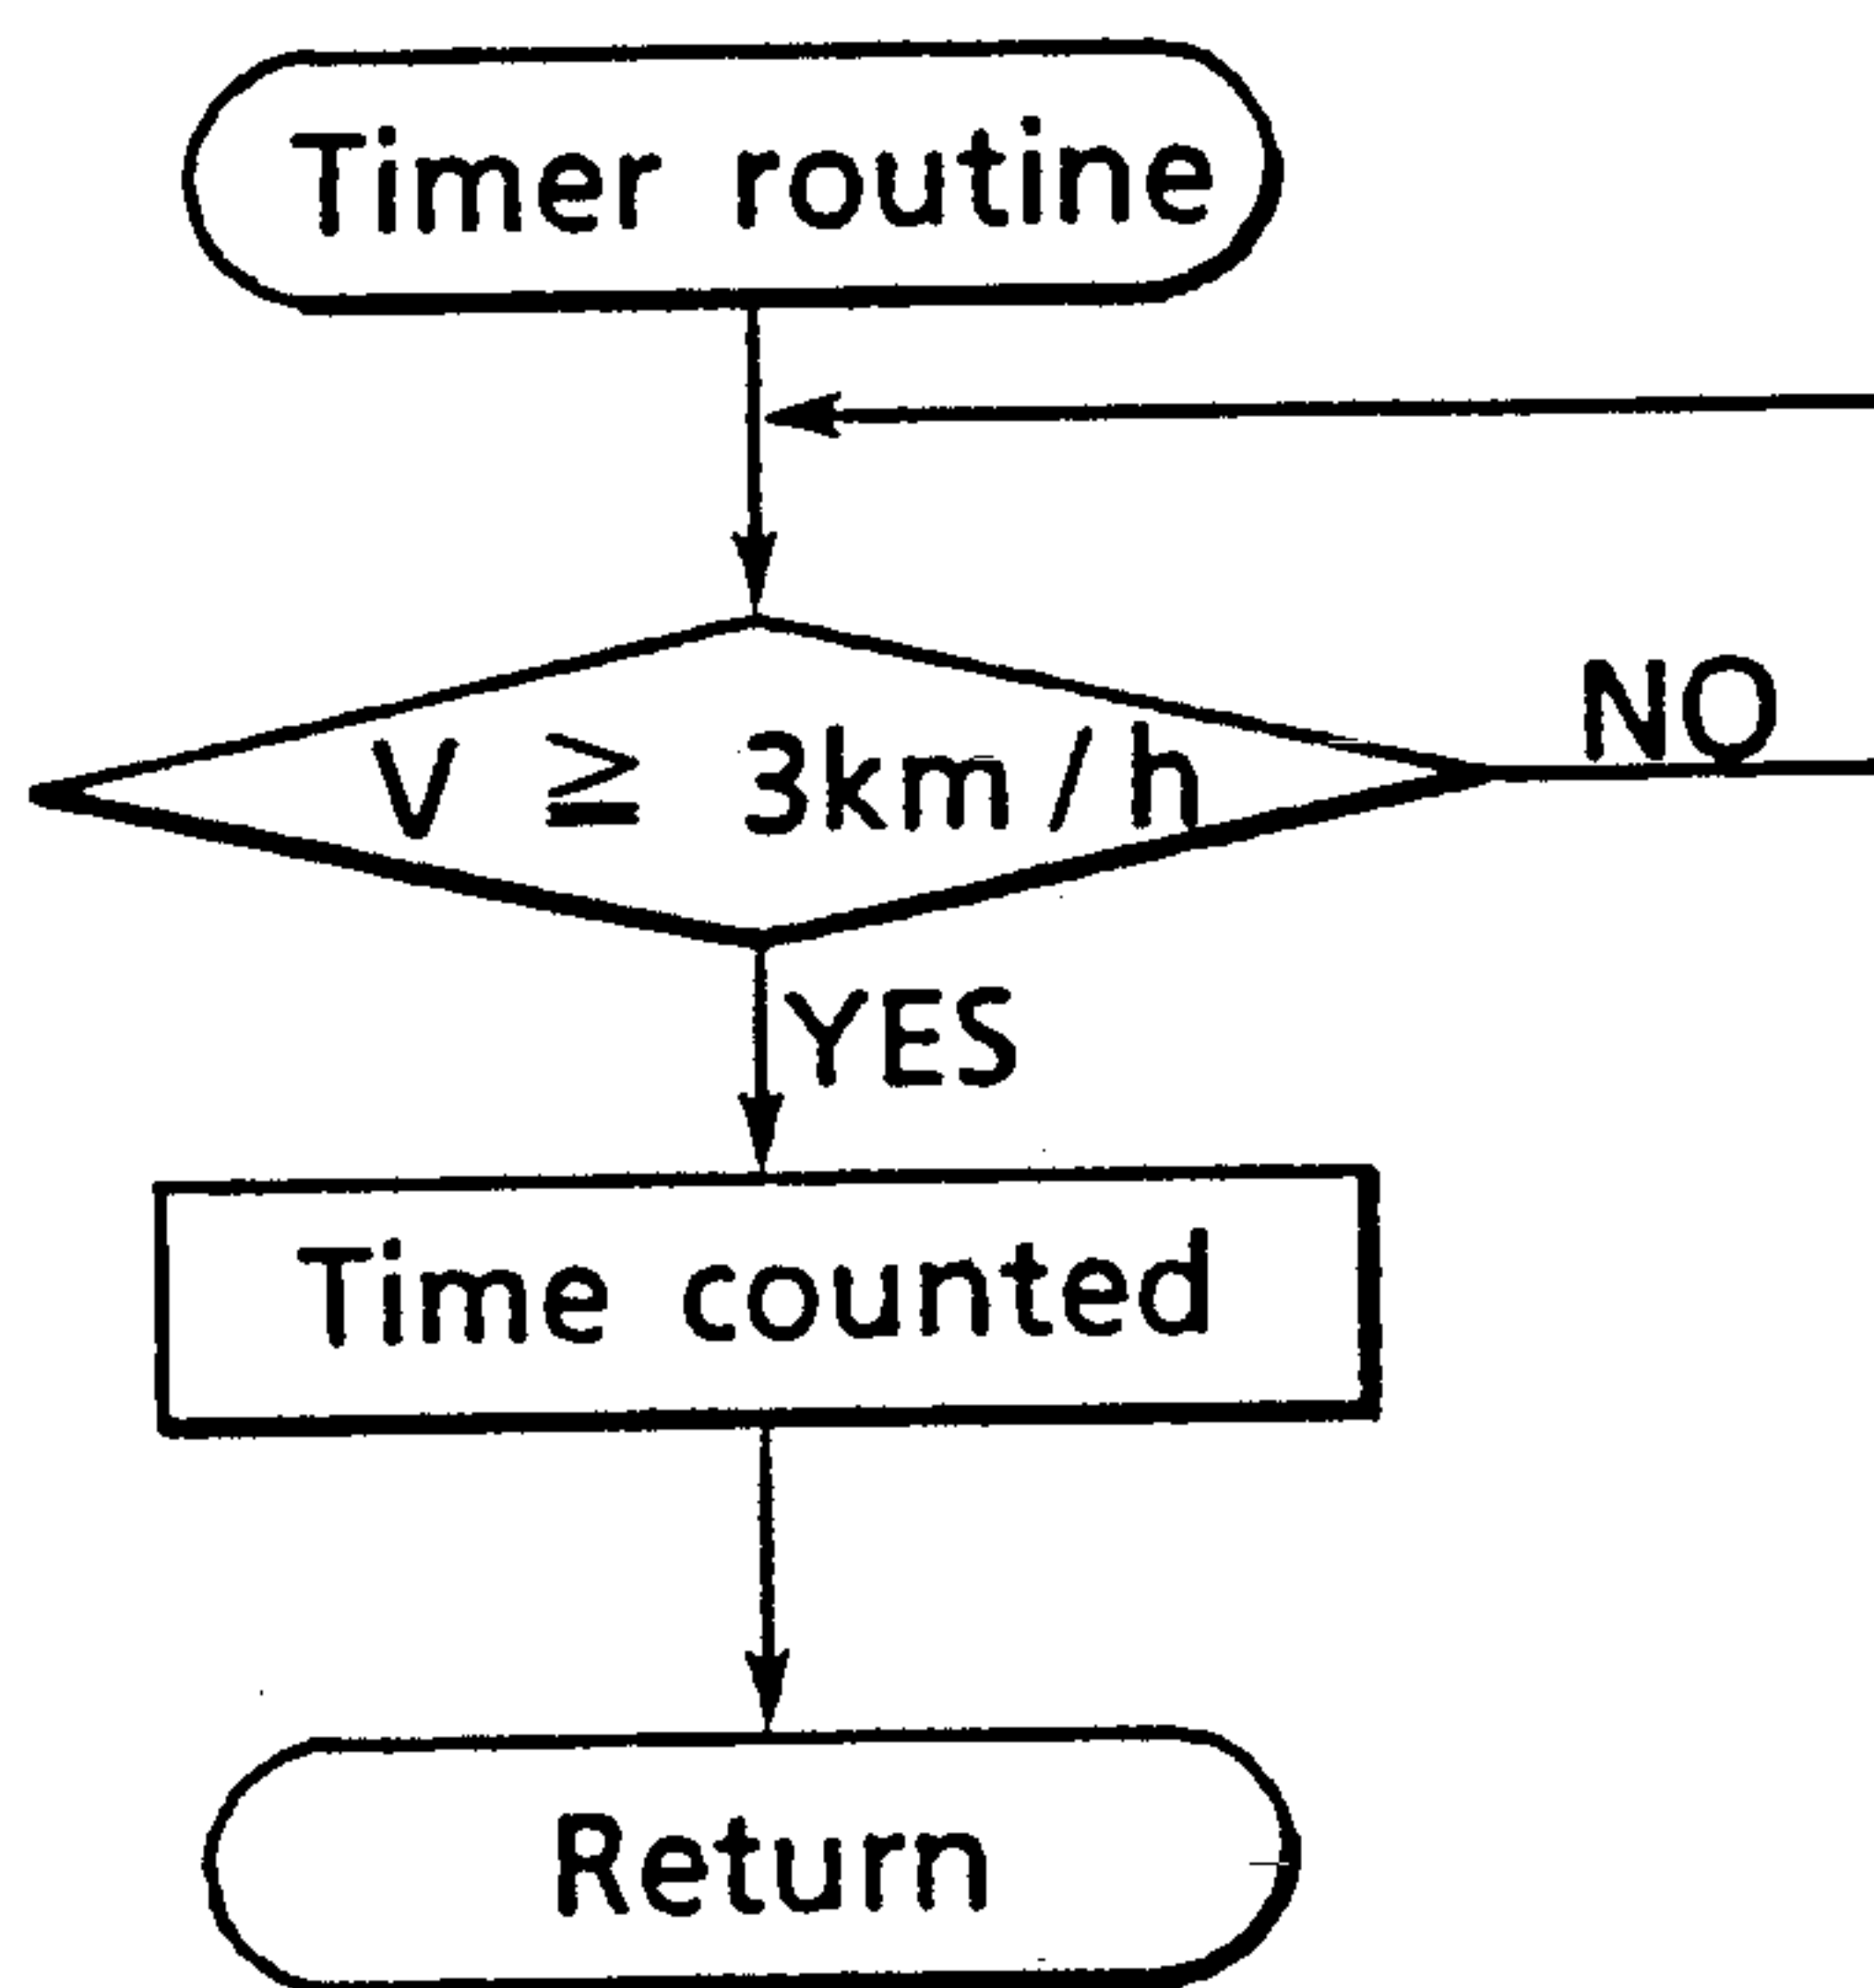 Timer routine
V ≧ 3km/h
NO
YES
Time counted
Return